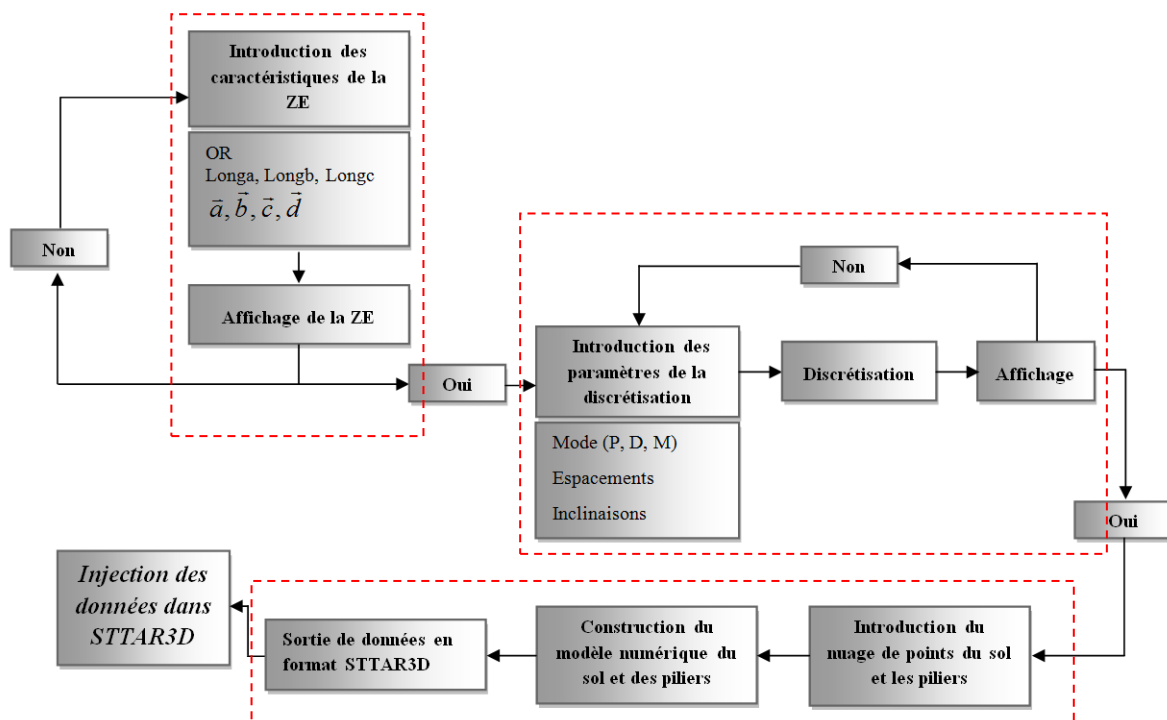 Introduction des
caractéristiques de la
ZE
OR
Longa, Longb, Longc
a⃗, b⃗, c⃗, d⃗
Non
Affichage de la ZE
Oui
Non
Introduction des
paramètres de la
discrétisation
Discrétisation
Affichage
Mode (P, D, M)
Espacements
Inclinaisons
Oui
Injection des
données dans
STTAR3D
Sortie de données en
format STTAR3D
Construction du
modèle numérique du
sol et des piliers
Introduction du
nuage de points du sol
et les piliers